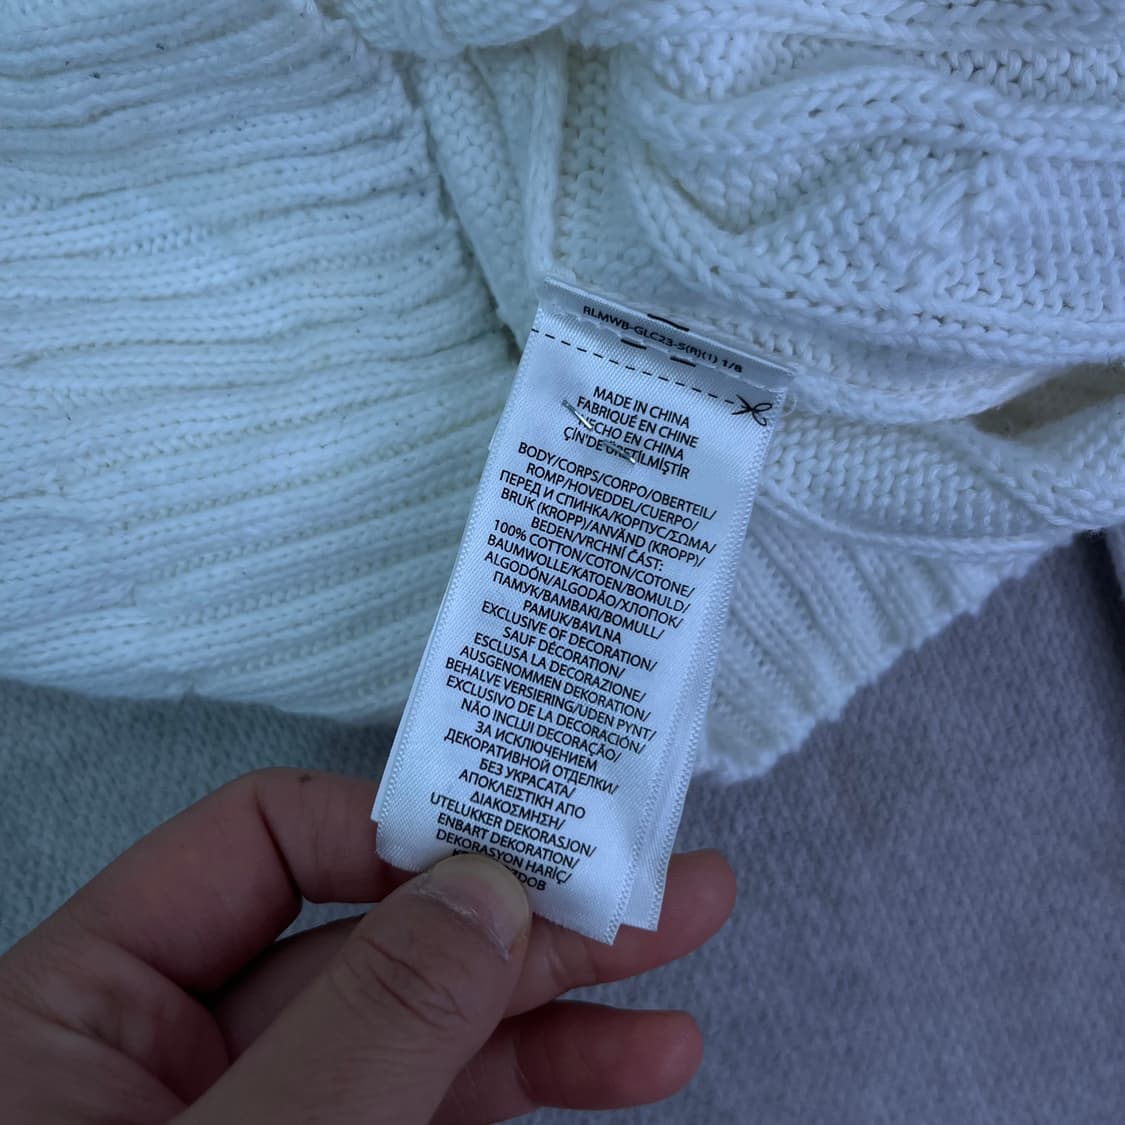 RLMWB-GLC23-S(R)(1) 1/8
MADE IN CHINA
FABRIQUÉ EN CHINE
HECHO EN CHINA
ÇİN'DE ÜRETİLMİŞTİR
BODY/CORPS/CORPO/OBERTEIL/
ROMP/HOVEDDEL/CUERPO/
ПЕРЕД И СПИНКА/КОРПУС/ΣΩΜΑ/
BRUK (KROPP)/ANVÄND (KROPP)/
BEDEN/VRCHNÍ ČÁST:
100% COTTON/COTON/COTONE/
BAUMWOLLE/KATOEN/BOMULD/
ALGODÓN/ALGODÃO/ХЛОПОК/
ПАМУК/ΒΑΜΒΑΚΙ/BOMULL/
PAMUK/BAVLNA
EXCLUSIVE OF DECORATION/
SAUF DÉCORATION/
ESCLUSA LA DECORAZIONE/
AUSGENOMMEN DEKORATION/
BEHALVE VERSIERING/UDEN PYNT/
EXCLUSIVO DE LA DECORACIÓN/
NÃO INCLUI DECORAÇÃO/
ЗА ИСКЛЮЧЕНИЕМ
ДЕКОРАТИВНОЙ ОТДЕЛКИ/
БЕЗ УКРАСАТА/
ΑΠΟΚΛΕΙΣΤΙΚΗ ΑΠΟ
ΔΙΑΚΟΣΜΗΣΗ/
UTELUKKER DEKORASJON/
ENBART DEKORATION/
DEKORASYON HARİÇ/